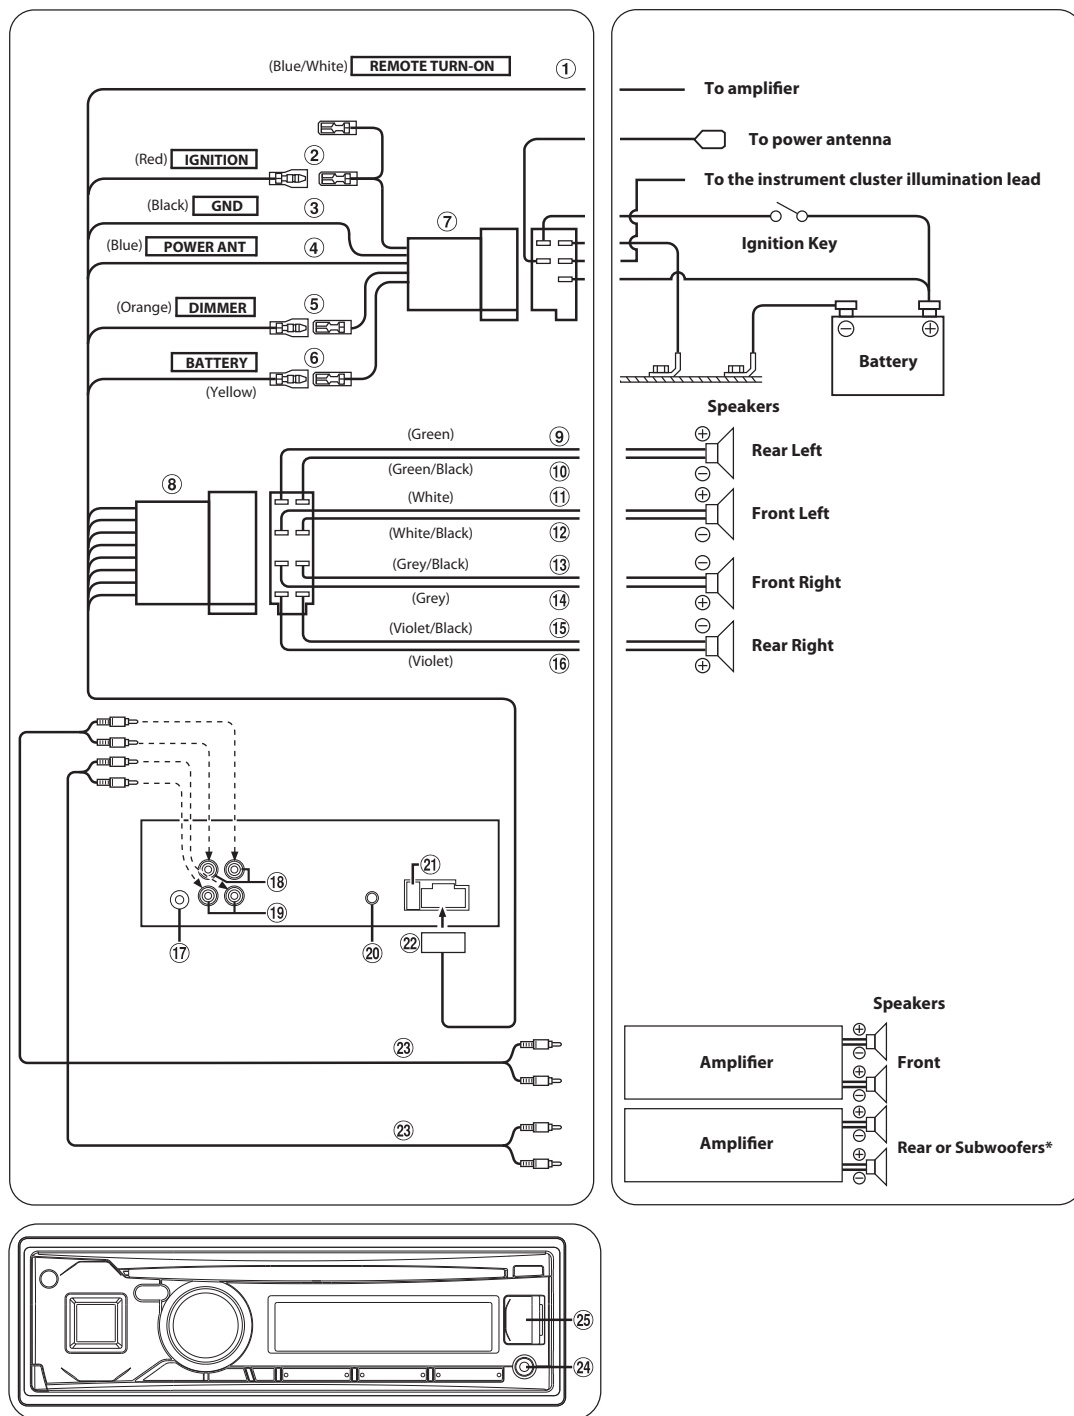 (Blue/White) REMOTE TURN-ON ①
To amplifier
To power antenna
(Red) IGNITION ②
To the instrument cluster illumination lead
(Black) GND ③
⑦
Ignition Key
(Blue) POWER ANT ④
(Orange) DIMMER ⑤
⊖ ⊕
BATTERY ⑥
Battery
(Yellow)
Speakers
(Green) ⑨
⊕
Rear Left
(Green/Black) ⑩
⊖
⑧
(White) ⑪
⊕
Front Left
(White/Black) ⑫
⊖
(Grey/Black) ⑬
⊖
Front Right
(Grey) ⑭
⊕
(Violet/Black) ⑮
⊖
Rear Right
(Violet) ⑯
⊕
㉑
⑱
⑲
⑰
⑳
㉒
Speakers
㉓
Amplifier
⊕
⊖
Front
⊕
⊖
㉓
Amplifier
⊕
⊖
Rear or Subwoofers*
⊕
⊖
㉕
㉔